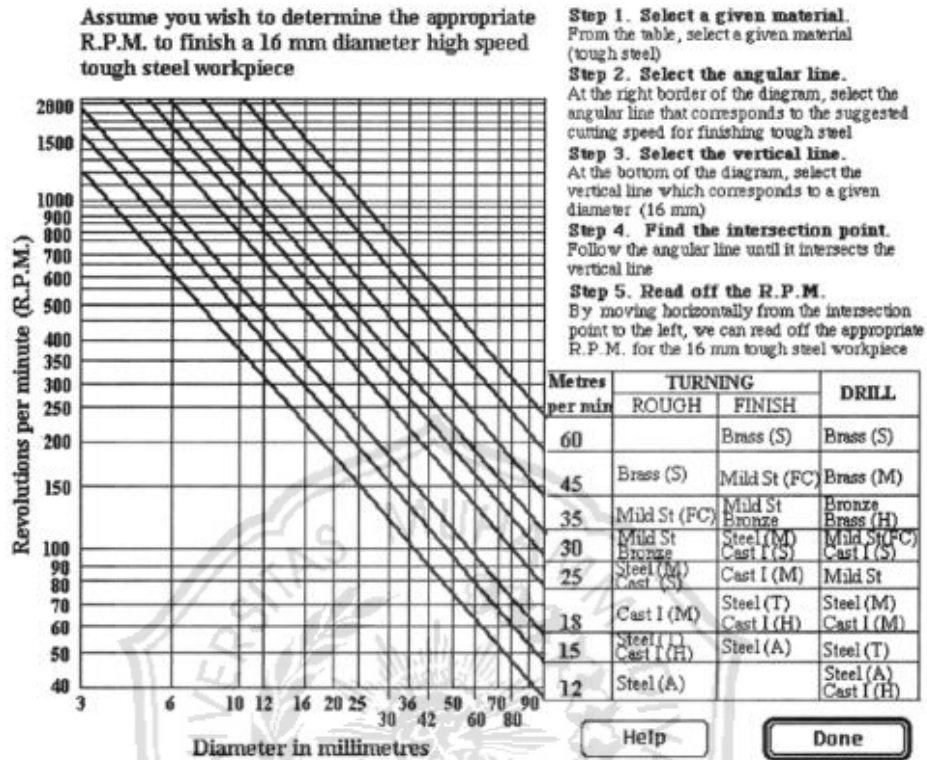 Assume you wish to determine the appropriate
R.P.M. to finish a 16 mm diameter high speed
tough steel workpiece
Step 1. Select a given material.
From the table, select a given material
(tough steel)
Step 2. Select the angular line.
At the right border of the diagram, select the
angular line that corresponds to the suggested
cutting speed for finishing tough steel
Step 3. Select the vertical line.
At the bottom of the diagram, select the
vertical line which corresponds to a given
diameter (16 mm)
Step 4. Find the intersection point.
Follow the angular line until it intersects the
vertical line
Step 5. Read off the R.P.M.
By moving horizontally from the intersection
point to the left, we can read off the appropriate
R.P.M. for the 16 mm tough steel workpiece
Revolutions per minute (R.P.M.)
2000
1500
1000
900
800
700
600
500
400
350
300
250
200
150
100
90
80
70
60
50
40
3 6 10 12 16 20 25 30 36 42 50 60 70 80 90
Diameter in millimetres
Metres per min TURNING DRILL
ROUGH FINISH
60 Brass (S) Brass (S)
45 Brass (S) Mild St (FC) Brass (M)
35 Mild St (FC) Mild St Bronze Bronze Brass (H)
30 Mild St Bronze Steel (M) Cast I (S) Mild St(FC) Cast I (S)
25 Steel (M) Cast (S) Cast I (M) Mild St
18 Cast I (M) Steel (T) Cast I (H) Steel (M) Cast I (M)
15 Steel (T) Cast I (H) Steel (A) Steel (T)
12 Steel (A) Steel (A) Cast I (H)
Help
Done